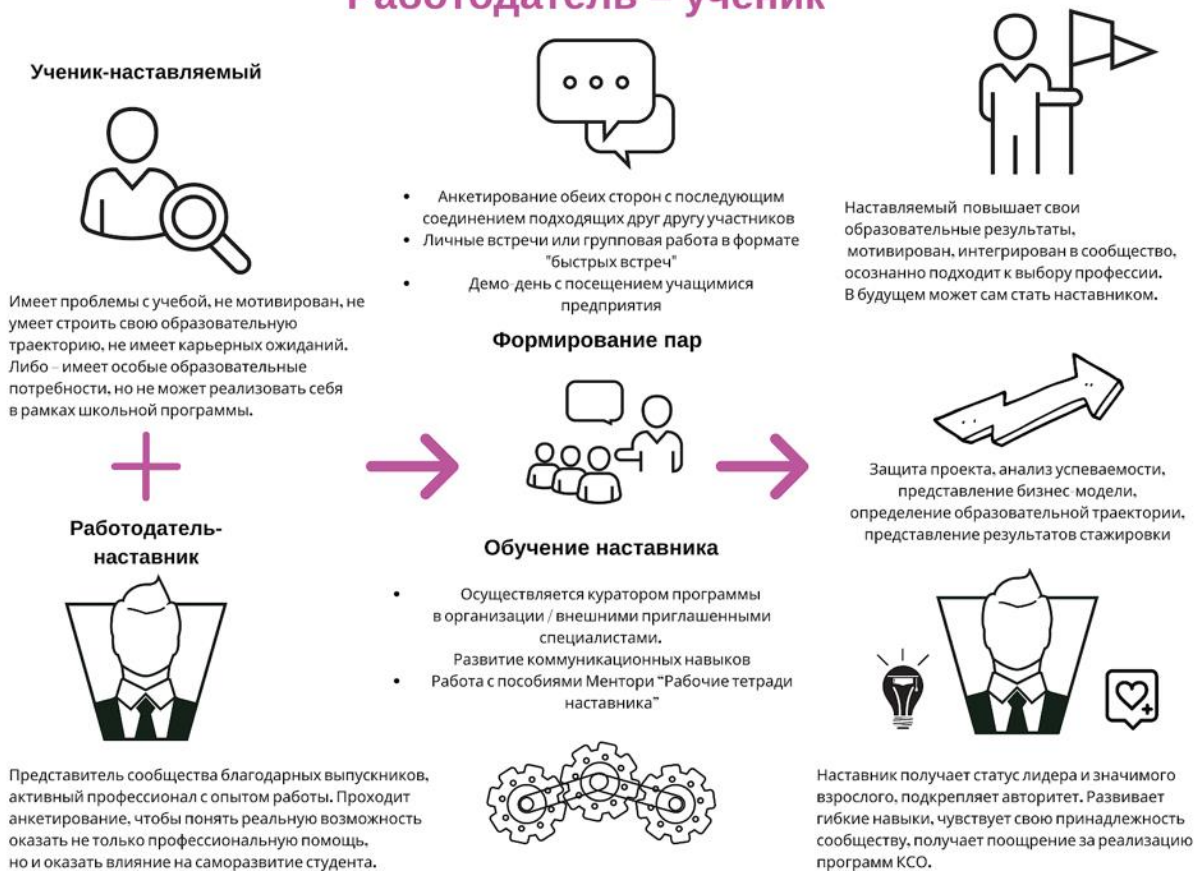 Работодатель – ученик
Ученик-наставляемый
Имеет проблемы с учебой, не мотивирован, не
умеет строить свою образовательную
траекторию, не имеет карьерных ожиданий.
Либо – имеет особые образовательные
потребности, но не может реализовать себя
в рамках школьной программы.
Работодатель-
наставник
Представитель сообщества благодарных выпускников,
активный профессионал с опытом работы. Проходит
анкетирование, чтобы понять реальную возможность
оказать не только профессиональную помощь,
но и оказать влияние на саморазвитие студента.
• Анкетирование обеих сторон с последующим
соединением подходящих друг другу участников
• Личные встречи или групповая работа в формате
"быстрых встреч"
• Демо-день с посещением учащимися
предприятия
Формирование пар
Обучение наставника
• Осуществляется куратором программы
в организации / внешними приглашенными
специалистами.
Развитие коммуникационных навыков
• Работа с пособиями Ментори "Рабочие тетради
наставника"
Наставляемый повышает свои
образовательные результаты,
мотивирован, интегрирован в сообщество,
осознанно подходит к выбору профессии.
В будущем может сам стать наставником.
Защита проекта, анализ успеваемости,
представление бизнес-модели,
определение образовательной траектории,
представление результатов стажировки
Наставник получает статус лидера и значимого
взрослого, подкрепляет авторитет. Развивает
гибкие навыки, чувствует свою принадлежность
сообществу, получает поощрение за реализацию
программ КСО.